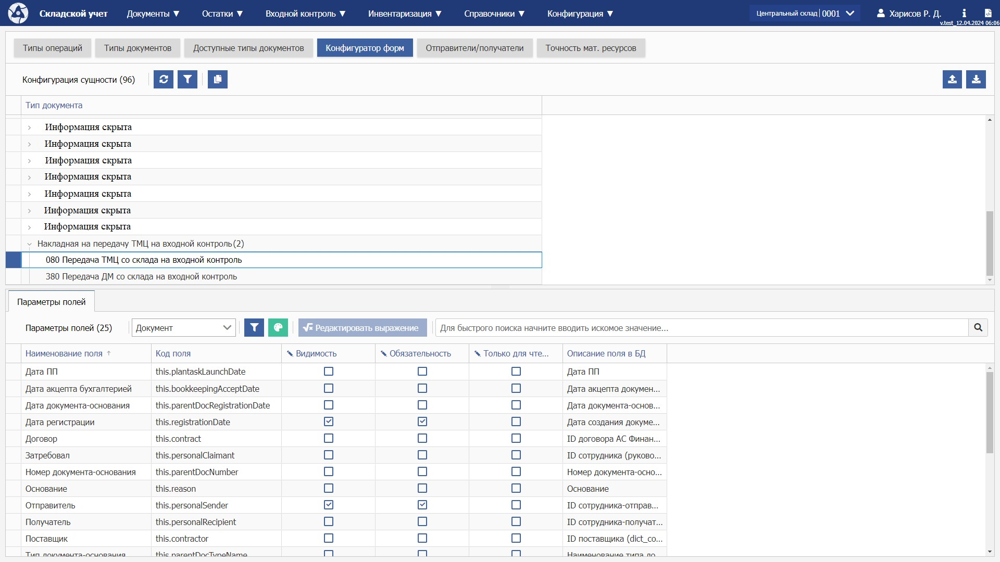 Складской учет Документы ▼ Остатки ▼ Входной контроль ▼ Инвентаризация ▼ Справочники ▼ Конфигурация ▼ Центральный склад | 0001 Харисов Р. Д.
v.test_12.04.2024 06:06
Типы операций Типы документов Доступные типы документов Конфигуратор форм Отправители/получатели Точность мат. ресурсов
Конфигурация сущности (96)
Тип документа
Информация скрыта
Информация скрыта
Информация скрыта
Информация скрыта
Информация скрыта
Информация скрыта
Информация скрыта
Накладная на передачу ТМЦ на входной контроль(2)
080 Передача ТМЦ со склада на входной контроль
380 Передача ДМ со склада на входной контроль
Параметры полей
Параметры полей (25) Документ Редактировать выражение Для быстрого поиска начните вводить искомое значение...
Наименование поля ↑ Код поля Видимость Обязательность Только для чте... Описание поля в БД
Дата ПП this.plantaskLaunchDate Дата ПП
Дата акцепта бухгалтерией this.bookkeepingAcceptDate Дата акцепта докумен...
Дата документа-основания this.parentDocRegistrationDate Дата документа-основ...
Дата регистрации this.registrationDate Дата создания докуме...
Договор this.contract ID договора АС Финан...
Затребовал this.personalClaimant ID сотрудника (руково...
Номер документа-основания this.parentDocNumber Номер документа-осно...
Основание this.reason Основание
Отправитель this.personalSender ID сотрудника-отправ...
Получатель this.personalRecipient ID сотрудника-получат...
Поставщик this.contractor ID поставщика (dict_co...
Тип документа-основания this.parentDocTypeName Наименование типа до...